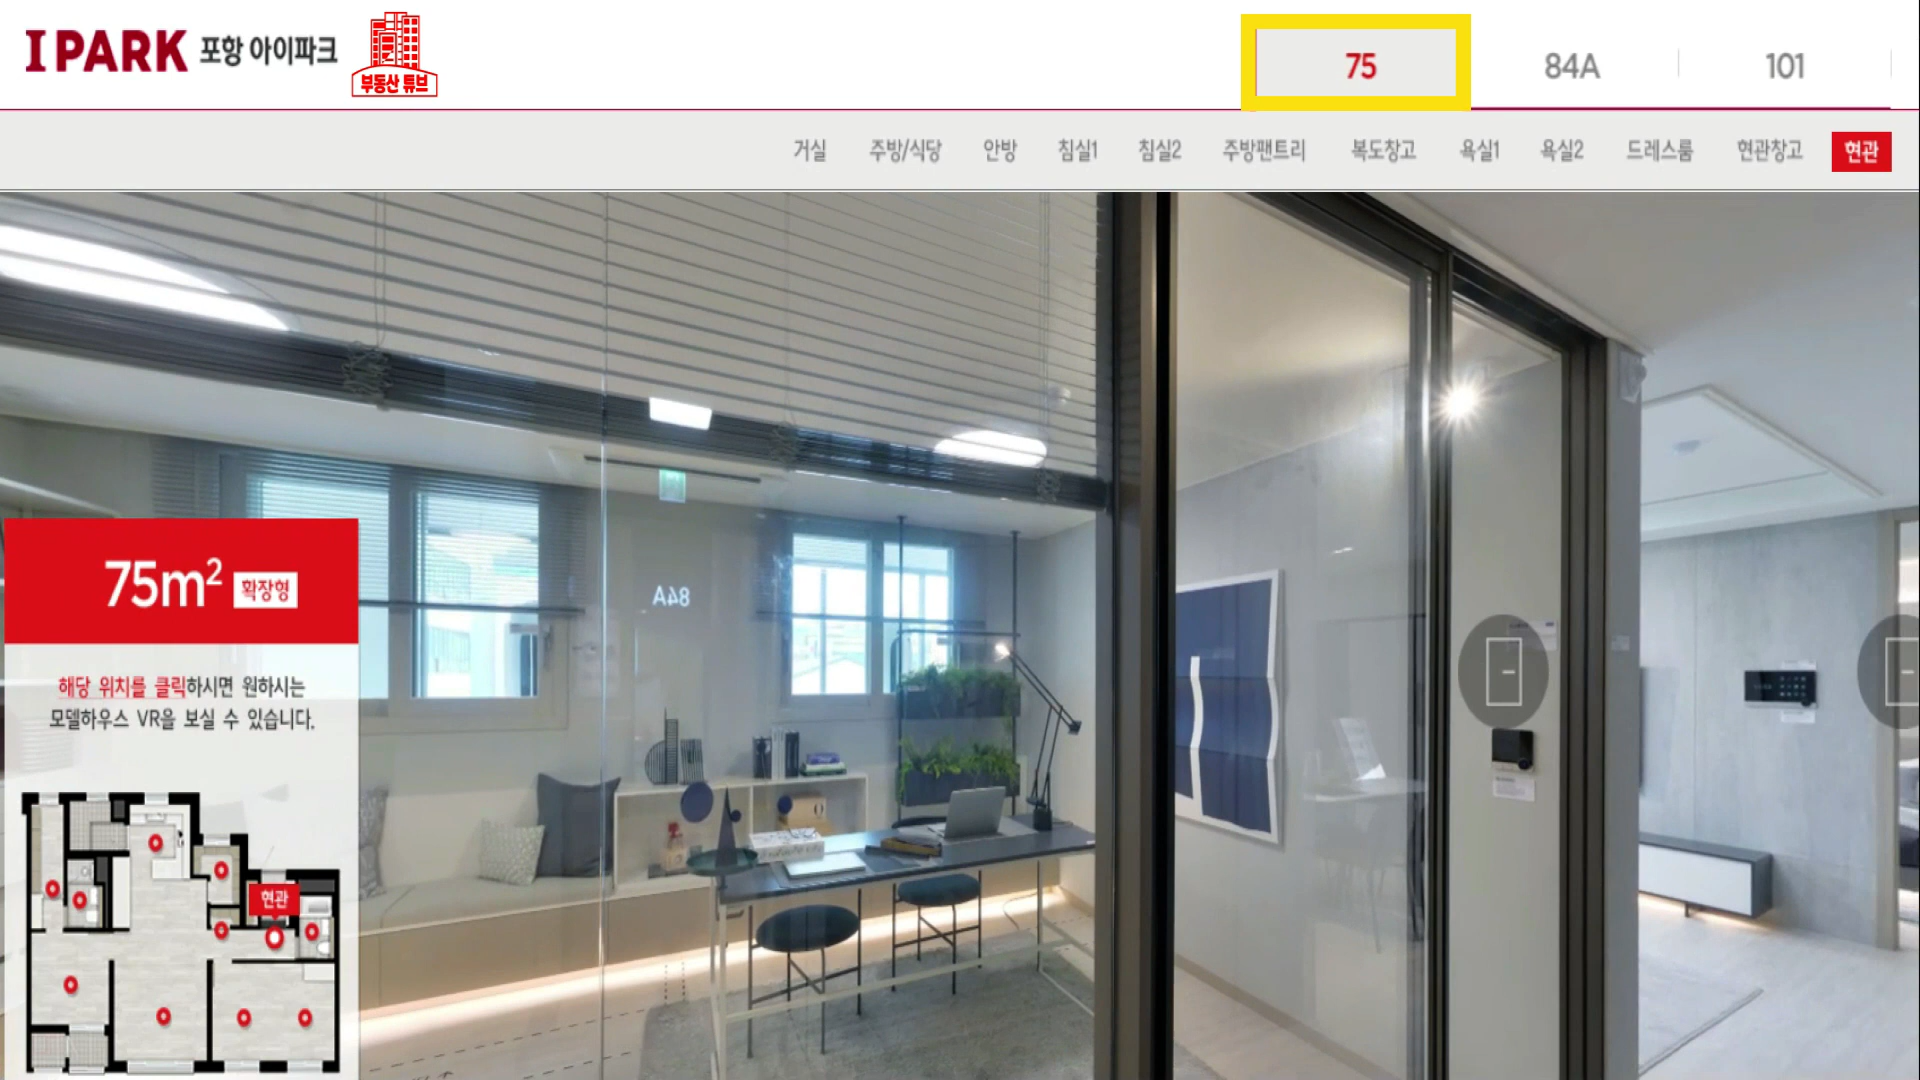 I PARK 포항 아이파크
부동산 튜브
75 84A 101
거실 주방/식당 안방 침실1 침실2 주방팬트리 복도창고 욕실1 욕실2 드레스룸 현관창고 현관
84A
75m² 확장형
해당 위치를 클릭하시면 원하시는
모델하우스 VR을 보실 수 있습니다.
현관